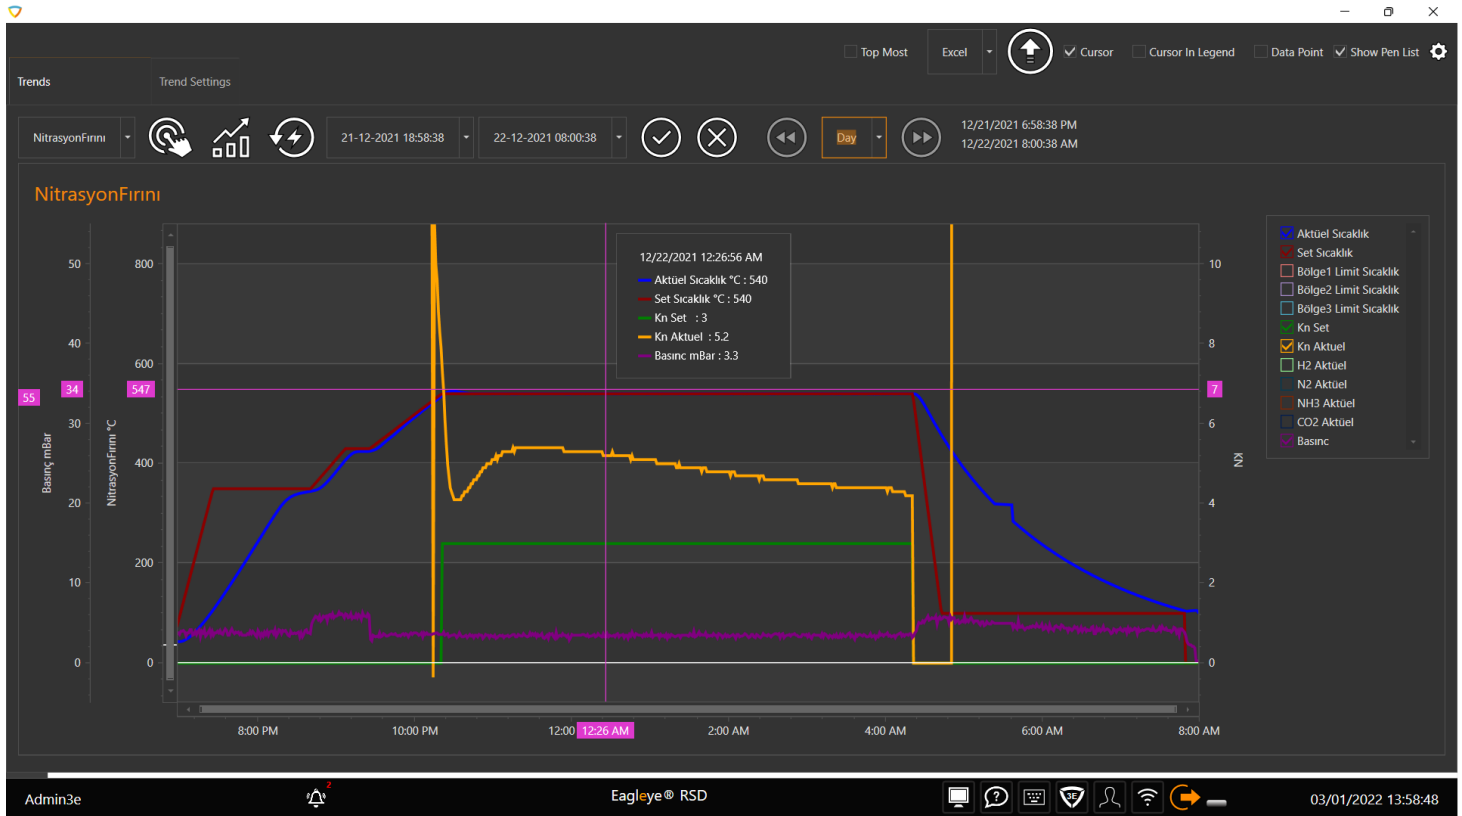 Top Most
Excel
Cursor
Cursor In Legend
Data Point
Show Pen List
Trends
Trend Settings
NitrasyonFırını
21-12-2021 18:58:38
22-12-2021 08:00:38
Day
12/21/2021 6:58:38 PM
12/22/2021 8:00:38 AM
NitrasyonFırını
50
40
34
55
30
20
10
0
Basınç mBar
800
600
547
400
200
0
NitrasyonFırını °C
12/22/2021 12:26:56 AM
Aktüel Sıcaklık °C : 540
Set Sıcaklık °C : 540
Kn Set : 3
Kn Aktuel : 5.2
Basınc mBar : 3.3
10
8
7
6
4
2
0
KN
Aktüel Sıcaklık
Set Sıcaklık
Bölge1 Limit Sıcaklık
Bölge2 Limit Sıcaklık
Bölge3 Limit Sıcaklık
Kn Set
Kn Aktuel
H2 Aktüel
N2 Aktüel
NH3 Aktüel
CO2 Aktüel
Basınc
8:00 PM
10:00 PM
12:00
12:26 AM
2:00 AM
4:00 AM
6:00 AM
8:00 AM
Admin3e
2
Eagleye® RSD
3E
03/01/2022 13:58:48